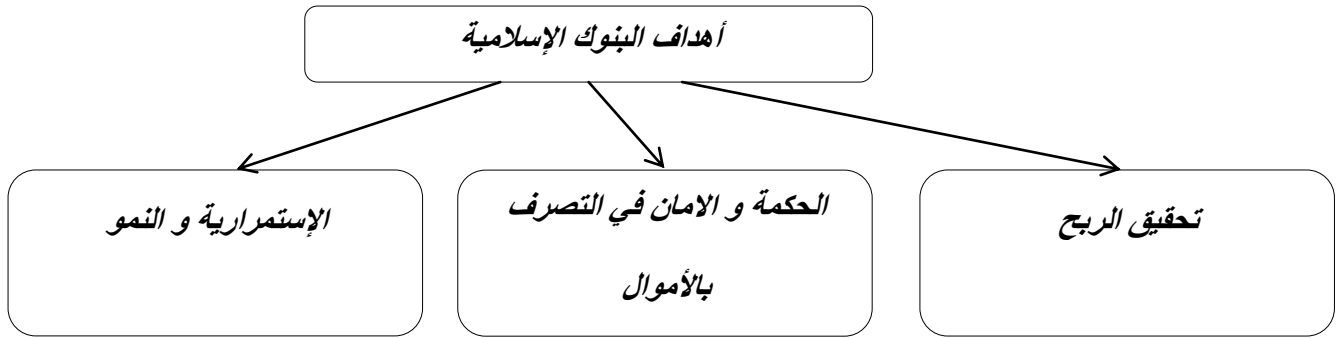 أهداف البنوك الإسلامية
تحقيق الربح
الحكمة و الامان في التصرف
بالأموال
الإستمرارية و النمو